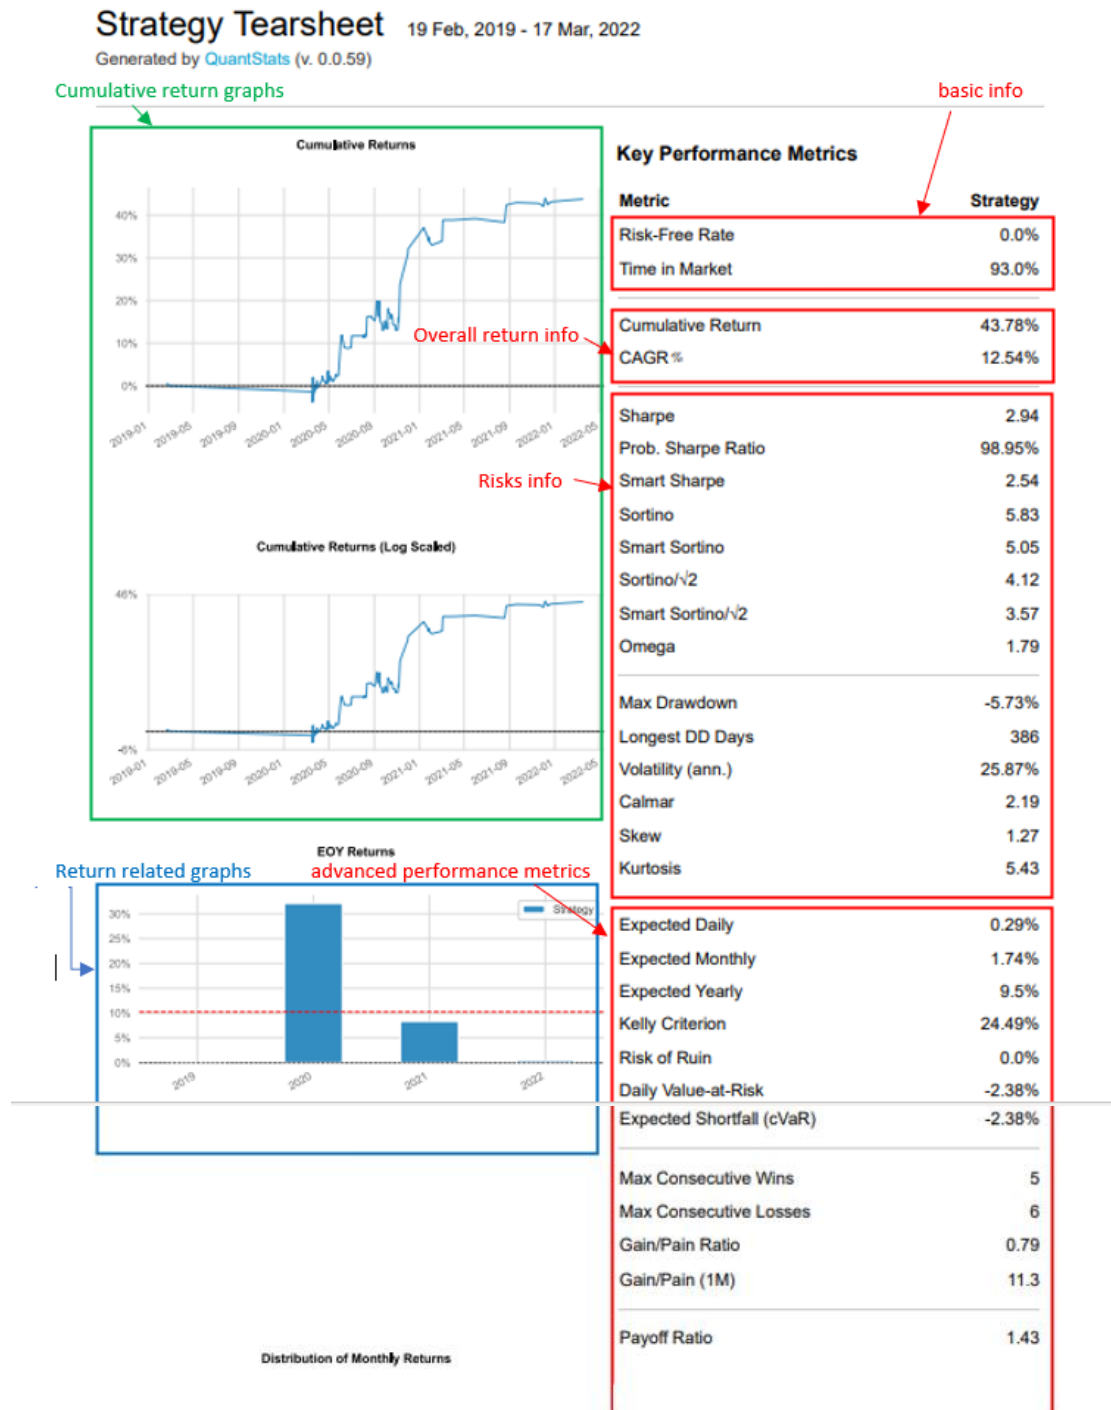 Strategy Tearsheet 19 Feb, 2019 - 17 Mar, 2022
Generated by QuantStats (v. 0.0.59)
Cumulative return graphs
basic info
Cumulative Returns
40%
30%
20%
10%
0%
2019-01 2019-05 2019-09 2020-01 2020-05 2020-09 2021-01 2021-05 2021-09 2022-01 2022-05
Overall return info
Risks info
Cumulative Returns (Log Scaled)
46%
-6%
2019-01 2019-05 2019-09 2020-01 2020-05 2020-09 2021-01 2021-05 2021-09 2022-01 2022-05
EOY Returns
Return related graphs
advanced performance metrics
Strategy
30%
25%
20%
15%
10%
5%
0%
2019 2020 2021 2022
Distribution of Monthly Returns
Key Performance Metrics
Metric Strategy
Risk-Free Rate 0.0%
Time in Market 93.0%
Cumulative Return 43.78%
CAGR% 12.54%
Sharpe 2.94
Prob. Sharpe Ratio 98.95%
Smart Sharpe 2.54
Sortino 5.83
Smart Sortino 5.05
Sortino/√2 4.12
Smart Sortino/√2 3.57
Omega 1.79
Max Drawdown -5.73%
Longest DD Days 386
Volatility (ann.) 25.87%
Calmar 2.19
Skew 1.27
Kurtosis 5.43
Expected Daily 0.29%
Expected Monthly 1.74%
Expected Yearly 9.5%
Kelly Criterion 24.49%
Risk of Ruin 0.0%
Daily Value-at-Risk -2.38%
Expected Shortfall (cVaR) -2.38%
Max Consecutive Wins 5
Max Consecutive Losses 6
Gain/Pain Ratio 0.79
Gain/Pain (1M) 11.3
Payoff Ratio 1.43